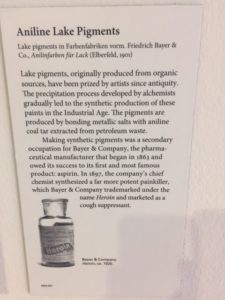 Aniline Lake Pigments
Lake pigments in Farbenfabriken vorm. Friedrich Bayer &
Co., Anilinfarben für Lack (Elberfeld, 1901)
Lake pigments, originally produced from organic
sources, have been prized by artists since antiquity.
The precipitation process developed by alchemists
gradually led to the synthetic production of these
paints in the Industrial Age. The pigments are
produced by bonding metallic salts with aniline
coal tar extracted from petroleum waste.
Making synthetic pigments was a secondary
occupation for Bayer & Company, the pharma-
ceutical manufacturer that began in 1863 and
owed its success to its first and most famous
product: aspirin. In 1897, the company's chief
chemist synthesized a far more potent painkiller,
which Bayer & Company trademarked under the
name Heroin and marketed as a
cough suppressant.
HEROIN
Bayer & Company
Heroin, ca. 1926.